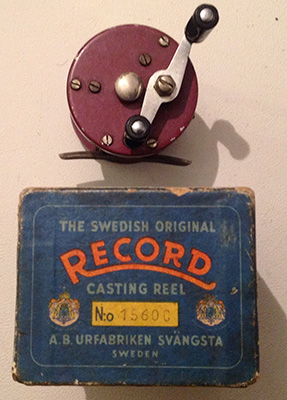 THE SWEDISH ORIGINAL
RECORD
CASTING REEL
N:o 1560C
A.B. URFABRIKEN SVÄNGSTA
SWEDEN